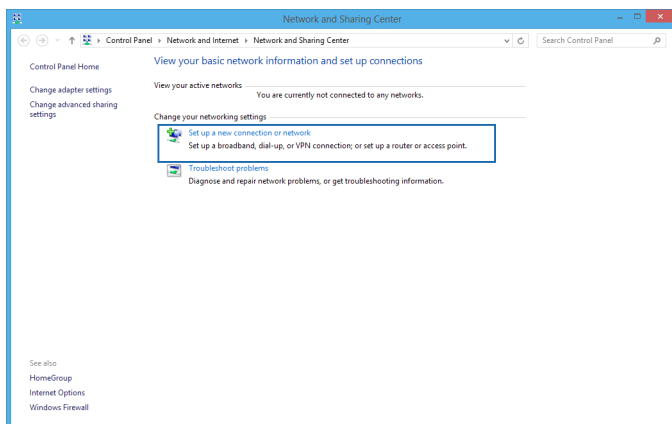 Network and Sharing Center
Control Panel Network and Internet Network and Sharing Center
Search Control Panel
Control Panel Home
Change adapter settings
Change advanced sharing
settings
View your basic network information and set up connections
View your active networks
You are currently not connected to any networks.
Change your networking settings
Set up a new connection or network
Set up a broadband, dial-up, or VPN connection; or set up a router or access point.
Troubleshoot problems
Diagnose and repair network problems, or get troubleshooting information.
See also
HomeGroup
Internet Options
Windows Firewall